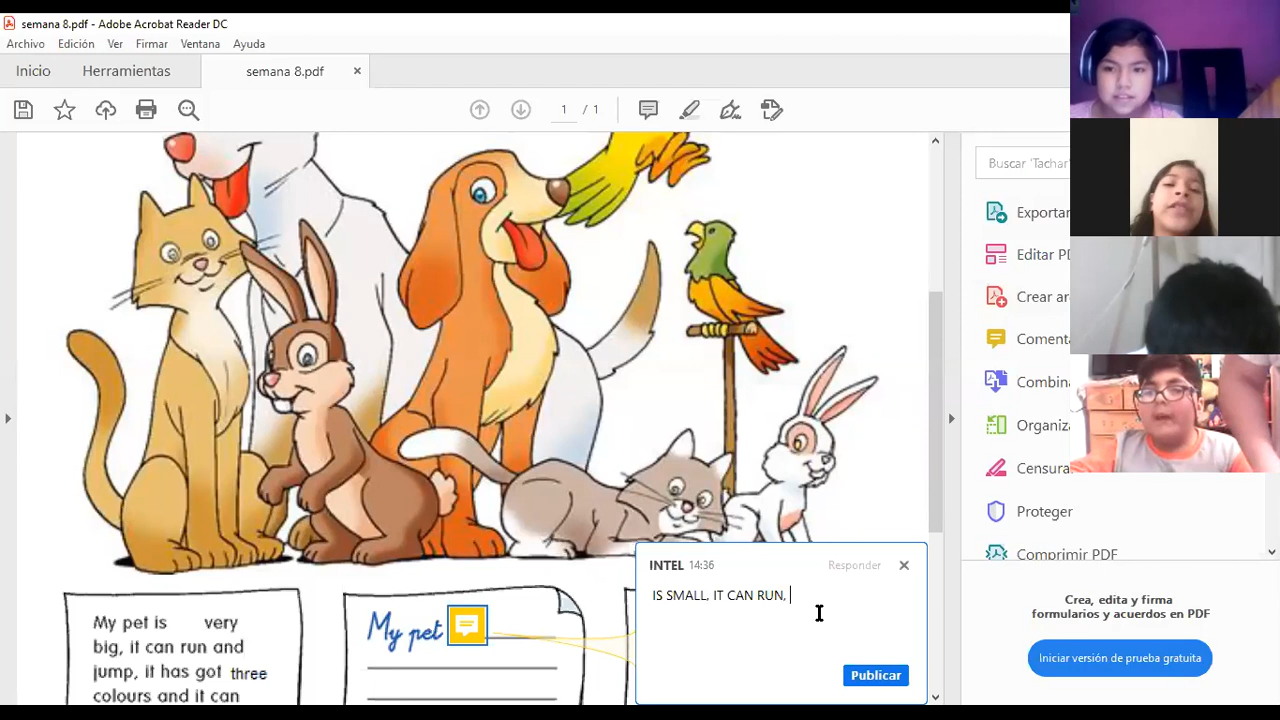 semana 8.pdf - Adobe Acrobat Reader DC
Archivo Edición Ver Firmar Ventana Ayuda
Inicio Herramientas semana 8.pdf ×
1 / 1
Buscar 'Tachar'
Exportar
Editar PD
Crear ar
Comenta
Combina
Organiza
Censura
Proteger
Comprimir PDF
Crea, edita y firma
formularios y acuerdos en PDF
Iniciar versión de prueba gratuita
INTEL 14:36 Responder ×
IS SMALL, IT CAN RUN,
Publicar
My pet is very
big, it can run and
jump, it has got three
colours and it can
My pet